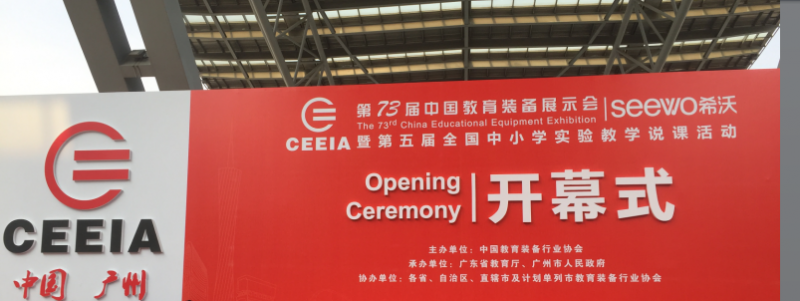 CEEIA
中国 广州
CEEIA
第73届中国教育装备展示会
The 73rd China Educational Equipment Exhibition
seewo希沃
暨第五届全国中小学实验教学说课活动
Opening
Ceremony
开幕式
主办单位：中国教育装备行业协会
承办单位：广东省教育厅、广州市人民政府
协办单位：各省、自治区、直辖市及计划单列市教育装备行业协会